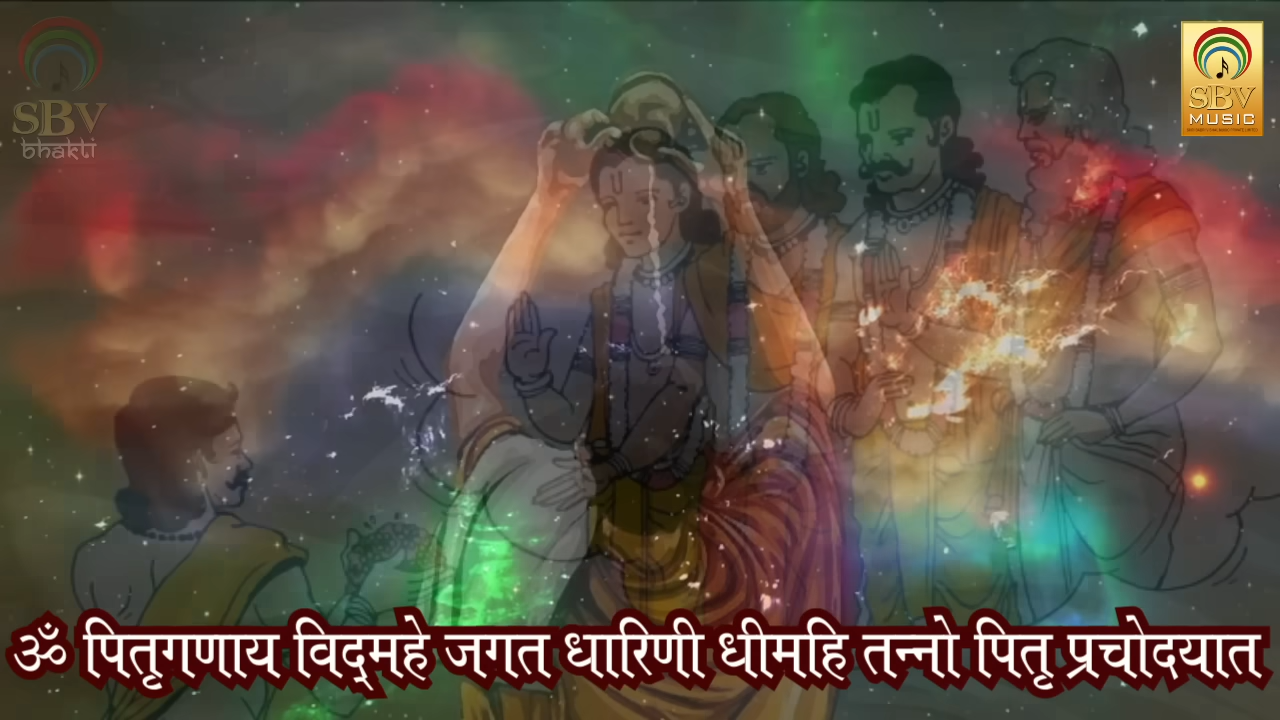 SBV
bhakti
SBV
MUSIC
ॐ पितृगणाय विद्महे जगत धारिणी धीमहि तन्नो पितृ प्रचोदयात